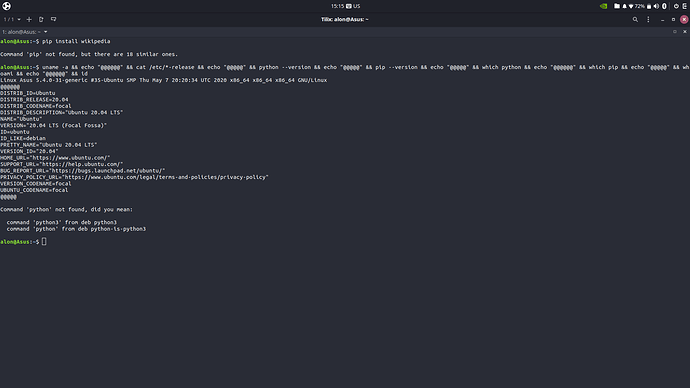 15:15 US 72%
1 / 1 Tilix: alon@Asus: ~
1: alon@Asus: ~
alon@Asus:~$ pip install wikipedia
Command 'pip' not found, but there are 18 similar ones.
alon@Asus:~$ uname -a && echo "@@@@@@" && cat /etc/*-release && echo "@@@@@" && python --version && echo "@@@@@" && pip --version && echo "@@@@@" && which python && echo "@@@@@@" && which pip && echo "@@@@@" && wh
oami && echo "@@@@@@" && id
Linux Asus 5.4.0-31-generic #35-Ubuntu SMP Thu May 7 20:20:34 UTC 2020 x86_64 x86_64 x86_64 GNU/Linux
@@@@@@
DISTRIB_ID=Ubuntu
DISTRIB_RELEASE=20.04
DISTRIB_CODENAME=focal
DISTRIB_DESCRIPTION="Ubuntu 20.04 LTS"
NAME="Ubuntu"
VERSION="20.04 LTS (Focal Fossa)"
ID=ubuntu
ID_LIKE=debian
PRETTY_NAME="Ubuntu 20.04 LTS"
VERSION_ID="20.04"
HOME_URL="https://www.ubuntu.com/"
SUPPORT_URL="https://help.ubuntu.com/"
BUG_REPORT_URL="https://bugs.launchpad.net/ubuntu/"
PRIVACY_POLICY_URL="https://www.ubuntu.com/legal/terms-and-policies/privacy-policy"
VERSION_CODENAME=focal
UBUNTU_CODENAME=focal
@@@@@
Command 'python' not found, did you mean:
command 'python3' from deb python3
command 'python' from deb python-is-python3
alon@Asus:~$